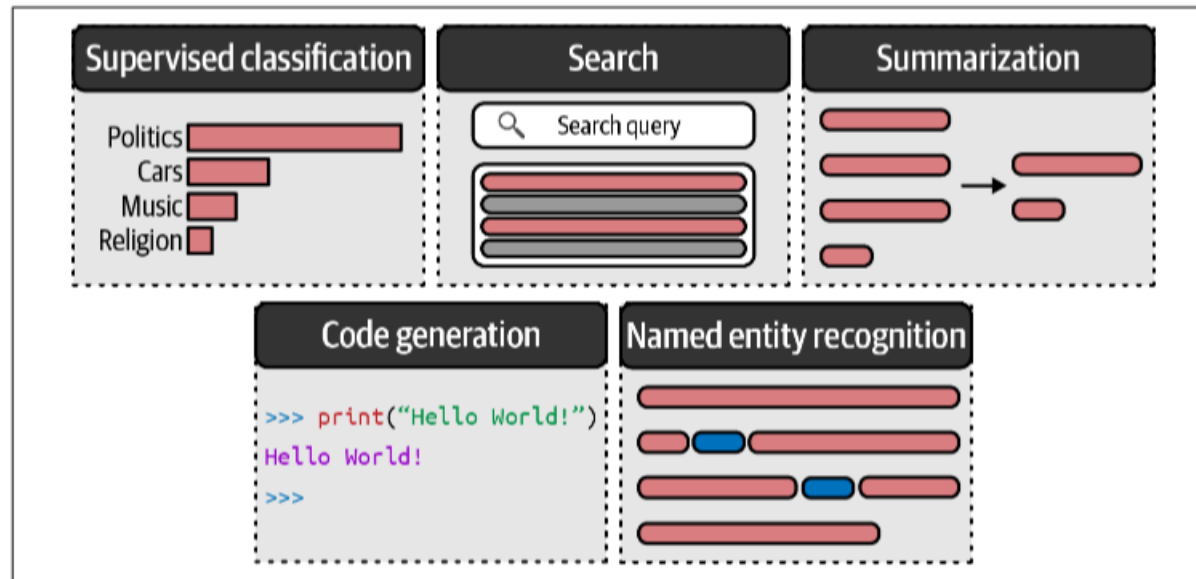 Supervised classification
Search
Summarization
Politics
Cars
Music
Religion
Search query
Code generation
Named entity recognition
>>> print(“Hello World!”)
Hello World!
>>>